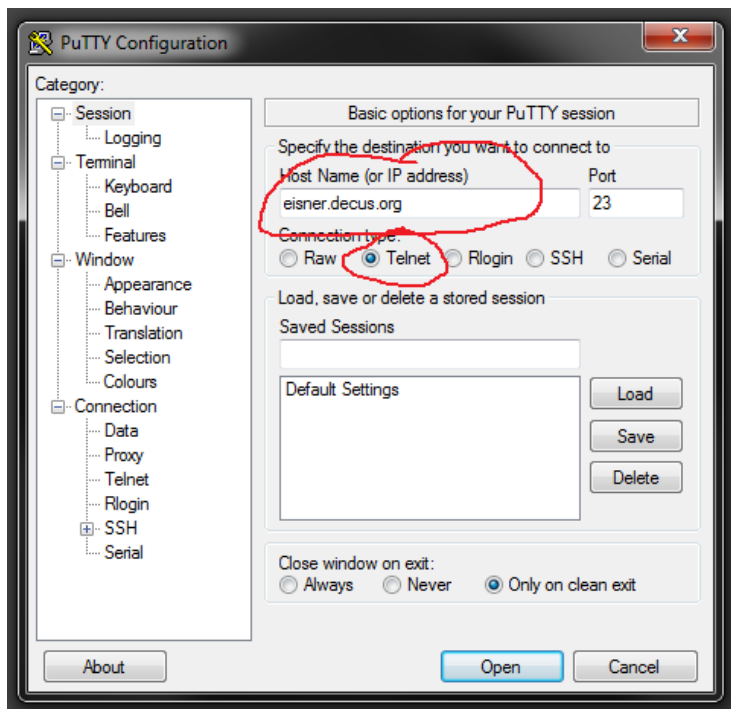 PuTTY Configuration
Category:
Session
Logging
Terminal
Keyboard
Bell
Features
Window
Appearance
Behaviour
Translation
Selection
Colours
Connection
Data
Proxy
Telnet
Rlogin
SSH
Serial
Basic options for your PuTTY session
Specify the destination you want to connect to
Host Name (or IP address) Port
eisner.decus.org 23
Connection type:
Raw Telnet Rlogin SSH Serial
Load, save or delete a stored session
Saved Sessions
Default Settings
Load
Save
Delete
Close window on exit:
Always Never Only on clean exit
About Open Cancel